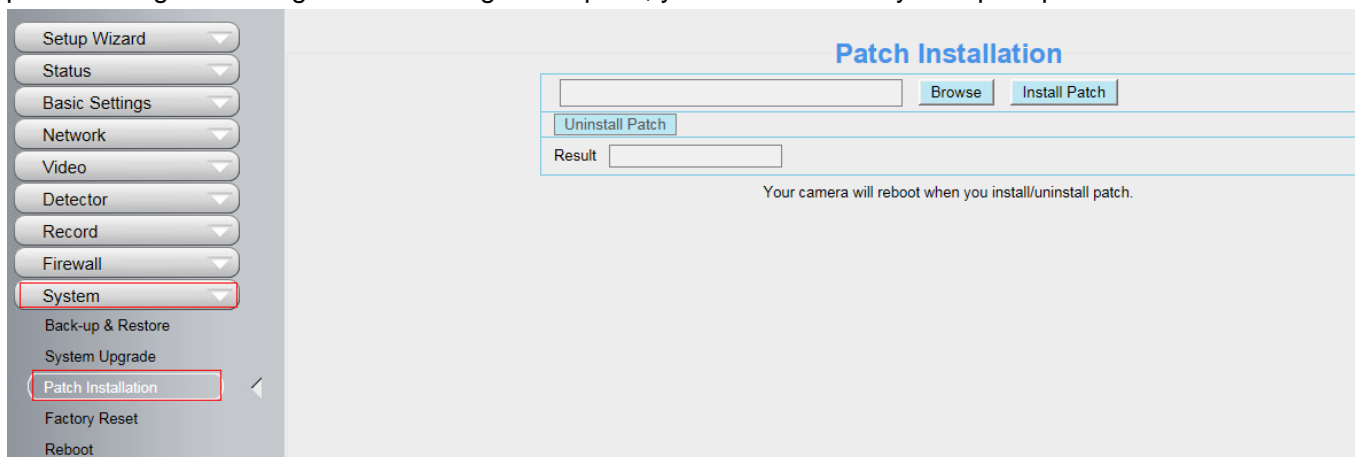 Setup Wizard
Status
Basic Settings
Network
Video
Detector
Record
Firewall
System
Back-up & Restore
System Upgrade
Patch Installation
Factory Reset
Reboot
Patch Installation
Browse Install Patch
Uninstall Patch
Result
Your camera will reboot when you install/uninstall patch.